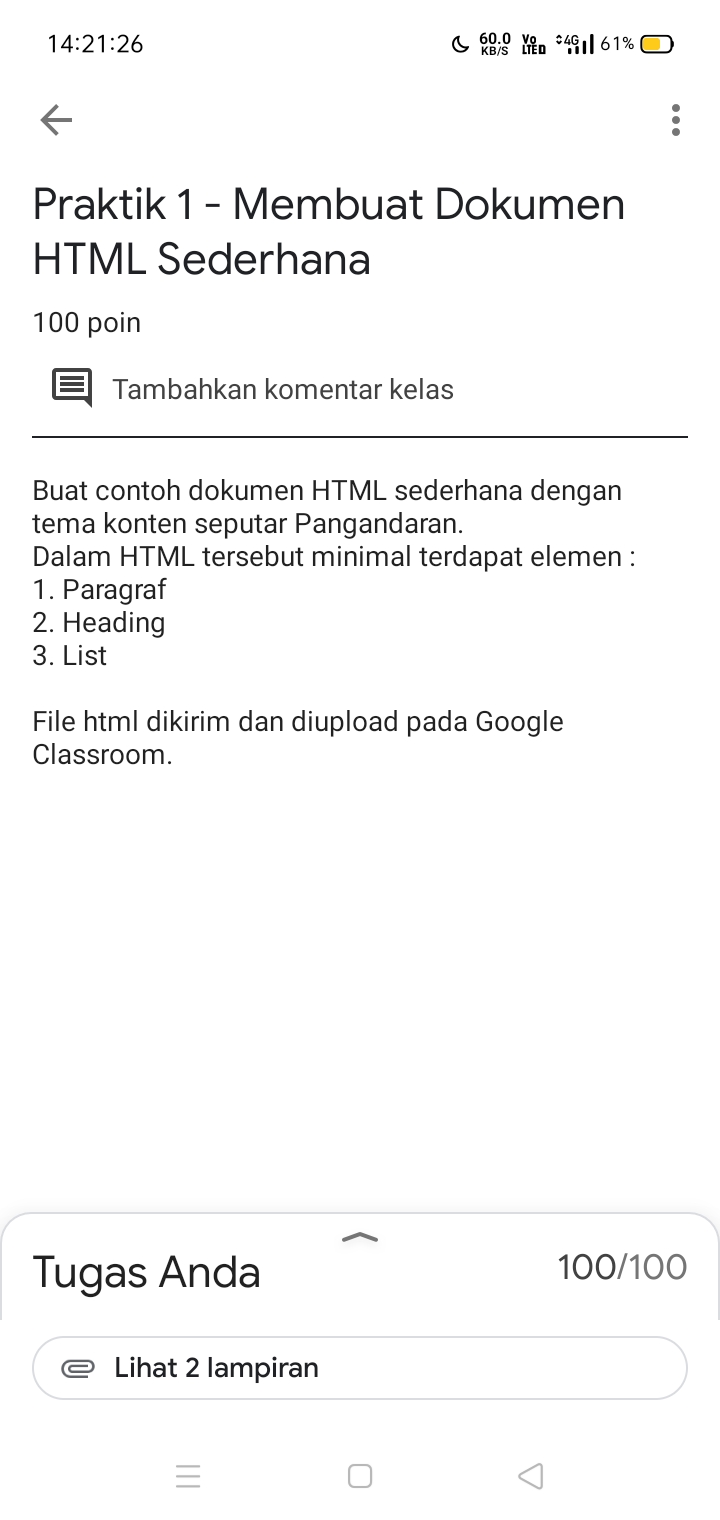 14:21:26
60.0 KB/S Vo LTED 4G 61%
Praktik 1 - Membuat Dokumen
HTML Sederhana
100 poin
Tambahkan komentar kelas
Buat contoh dokumen HTML sederhana dengan
tema konten seputar Pangandaran.
Dalam HTML tersebut minimal terdapat elemen :
1. Paragraf
2. Heading
3. List
File html dikirim dan diupload pada Google
Classroom.
Tugas Anda
100/100
Lihat 2 lampiran